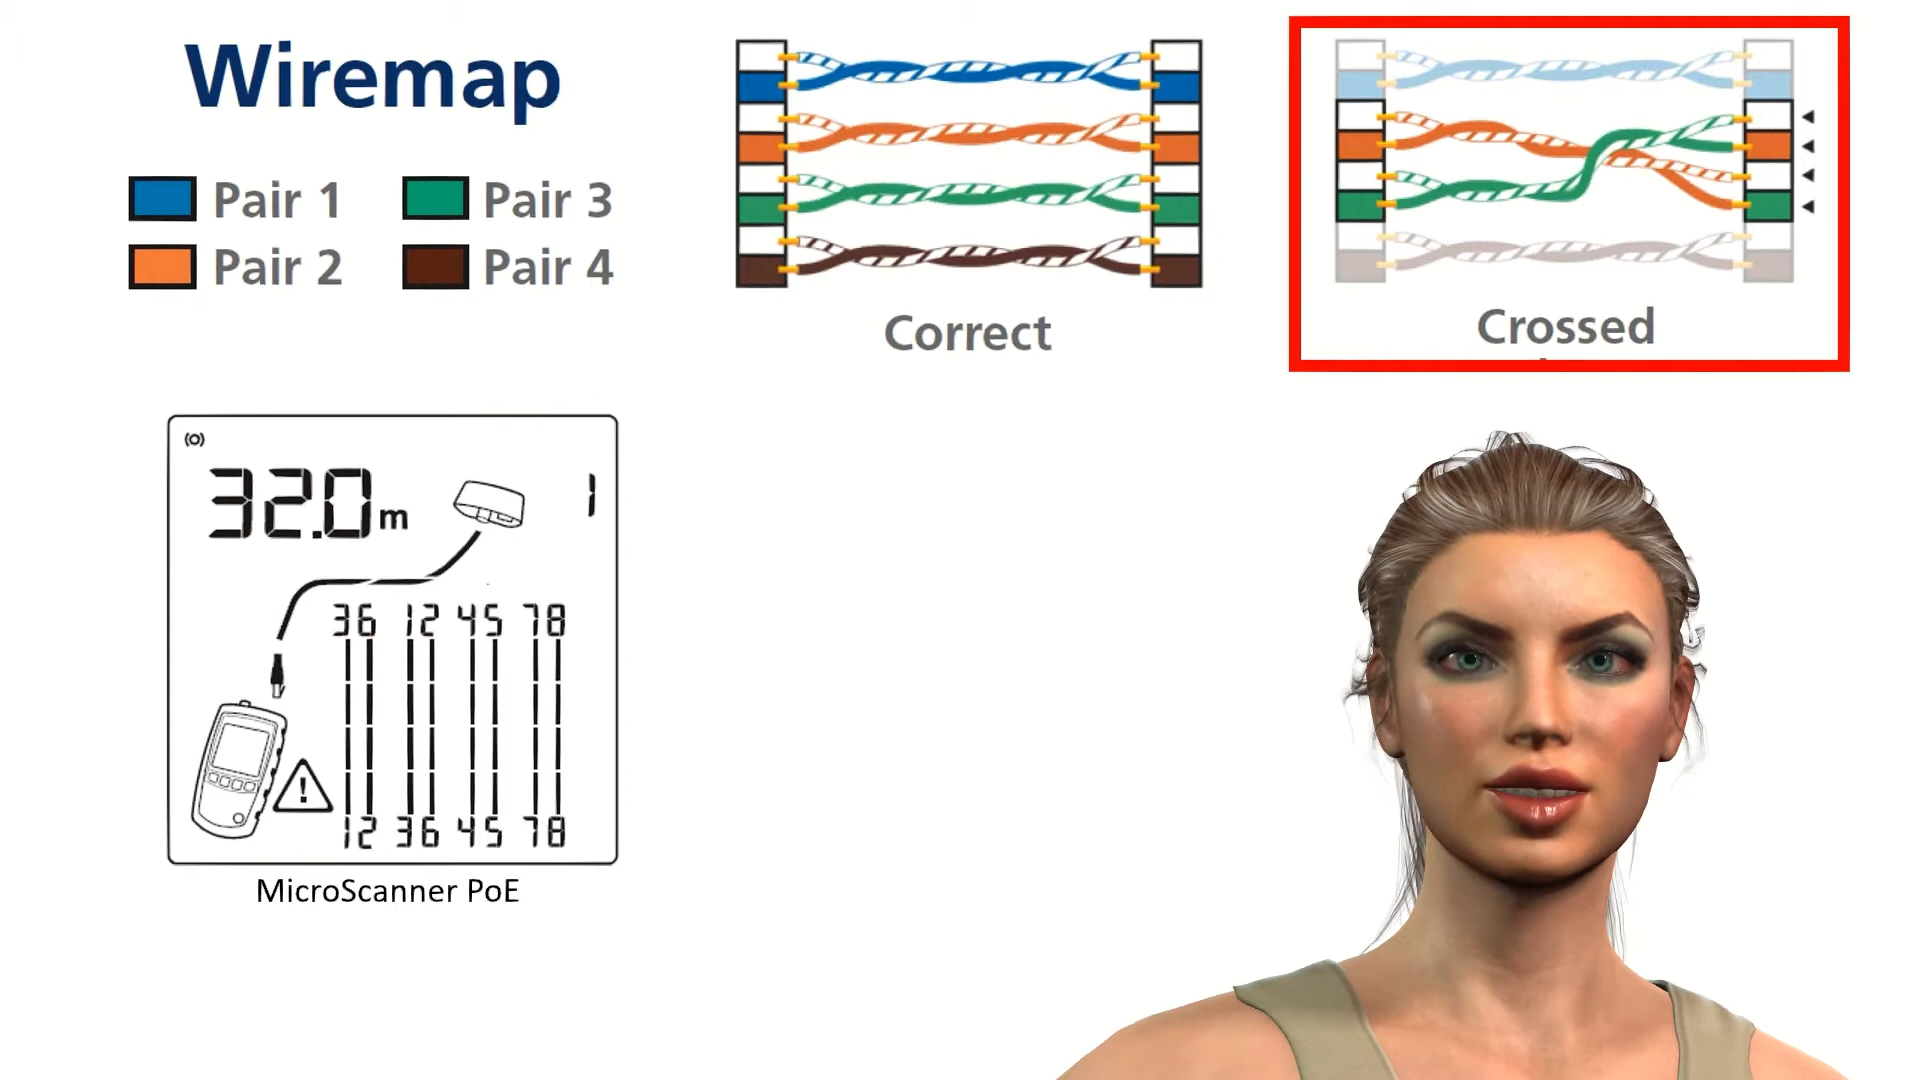 Wiremap
Pair 1
Pair 3
Pair 2
Pair 4
Correct
Crossed
32.0 m
1
36 12 45 78
12 36 45 78
MicroScanner PoE